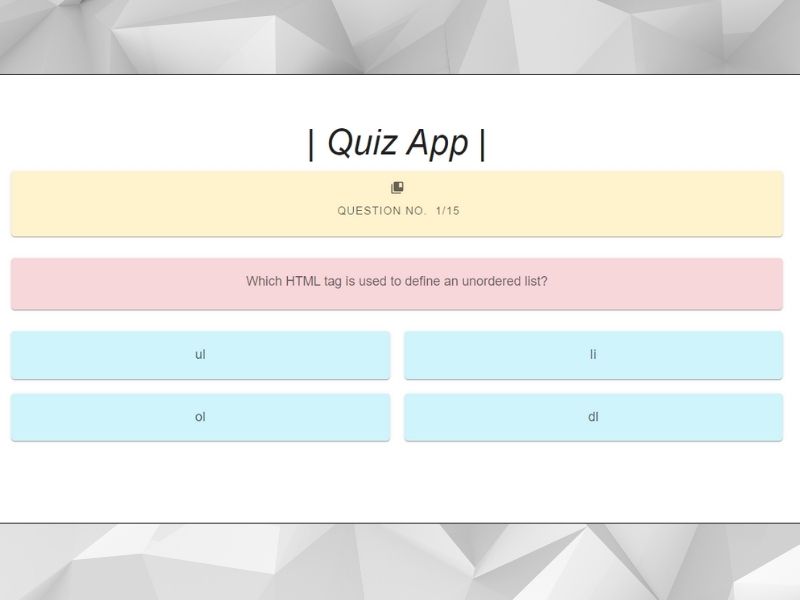 | Quiz App |
QUESTION NO. 1/15
Which HTML tag is used to define an unordered list?
ul
li
ol
dl